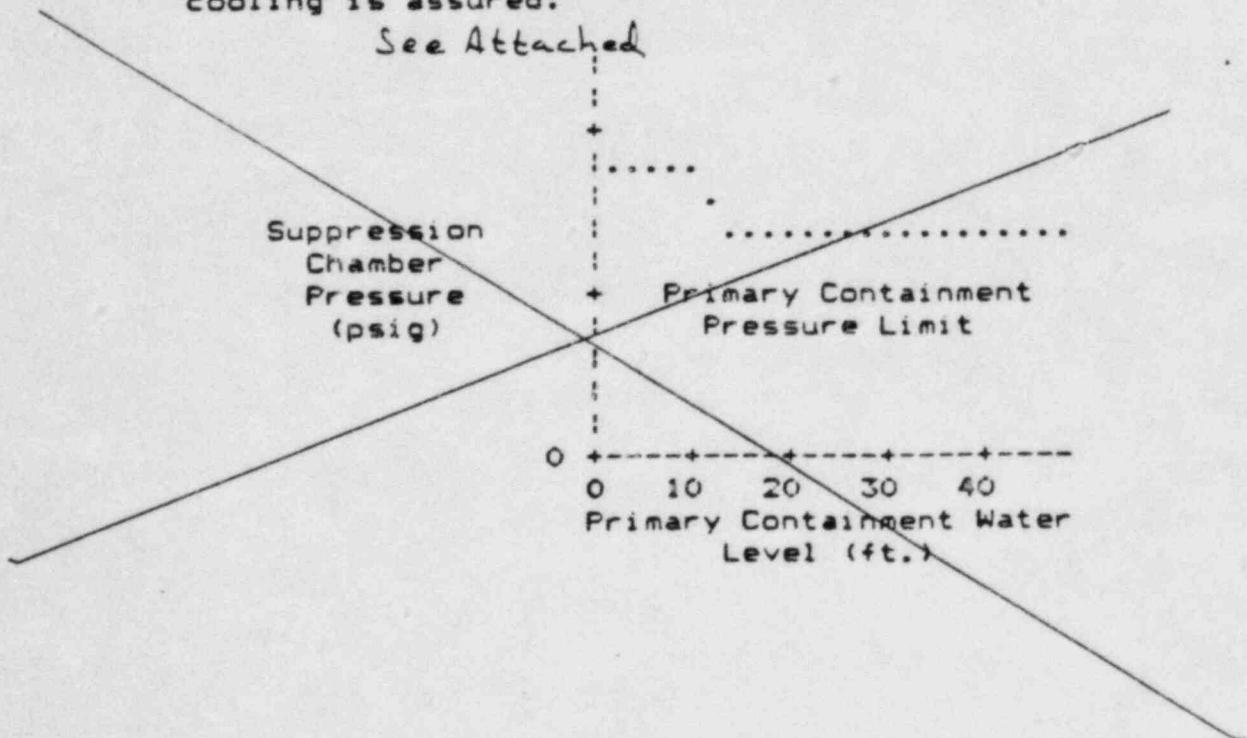 cooling is assured.
See Attached
Suppression
Chamber
Pressure
(psig)
Primary Containment
Pressure Limit
0
0 10 20 30 40
Primary Containment Water
Level (ft.)